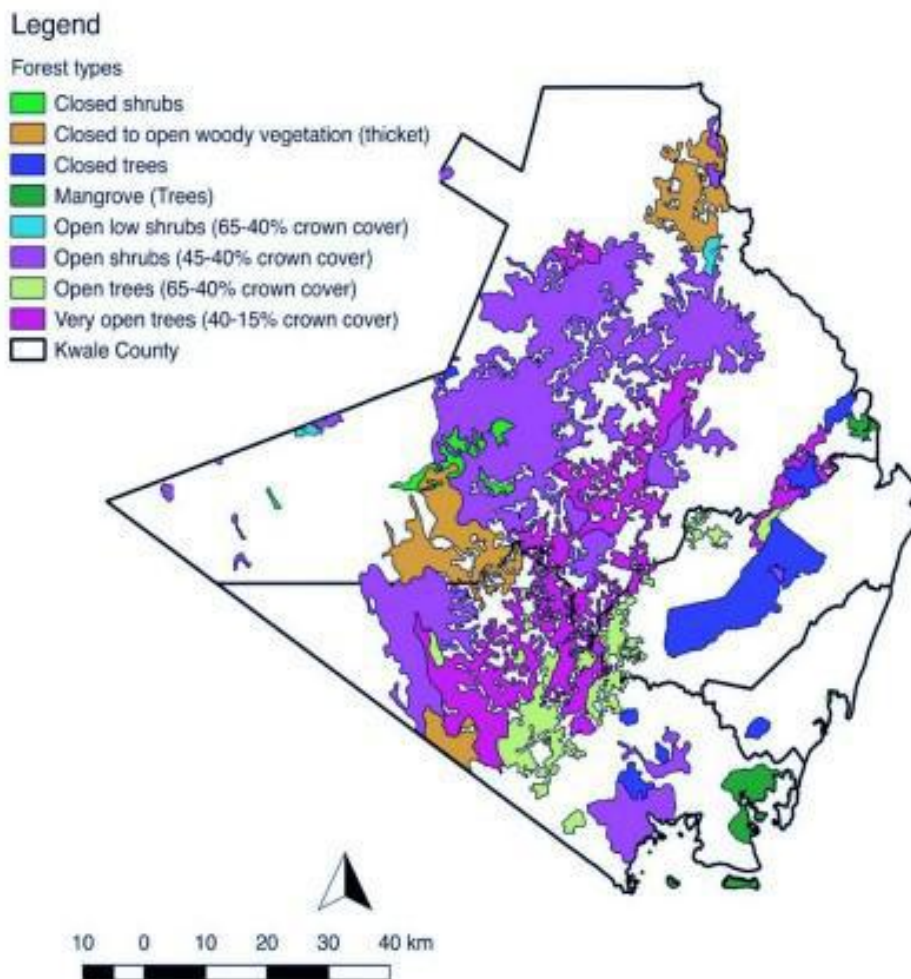 Legend
Forest types
Closed shrubs
Closed to open woody vegetation (thicket)
Closed trees
Mangrove (Trees)
Open low shrubs (65-40% crown cover)
Open shrubs (45-40% crown cover)
Open trees (65-40% crown cover)
Very open trees (40-15% crown cover)
Kwale County
10 0 10 20 30 40 km